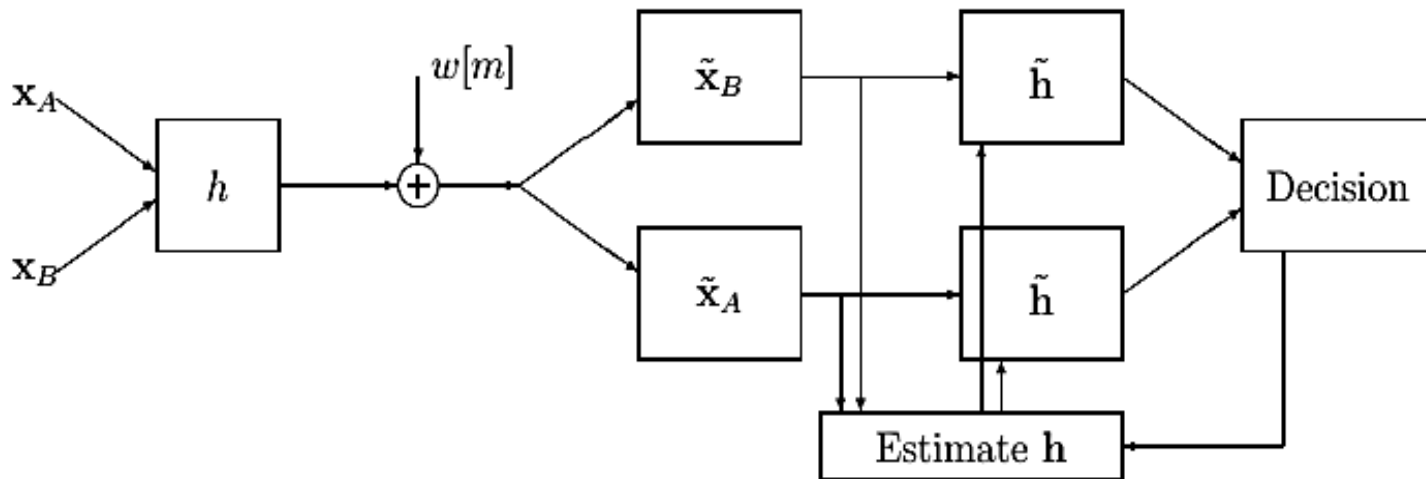 x_A
x_B
h
w[m]
+
x̃_B
x̃_A
h̃
h̃
Decision
Estimate h